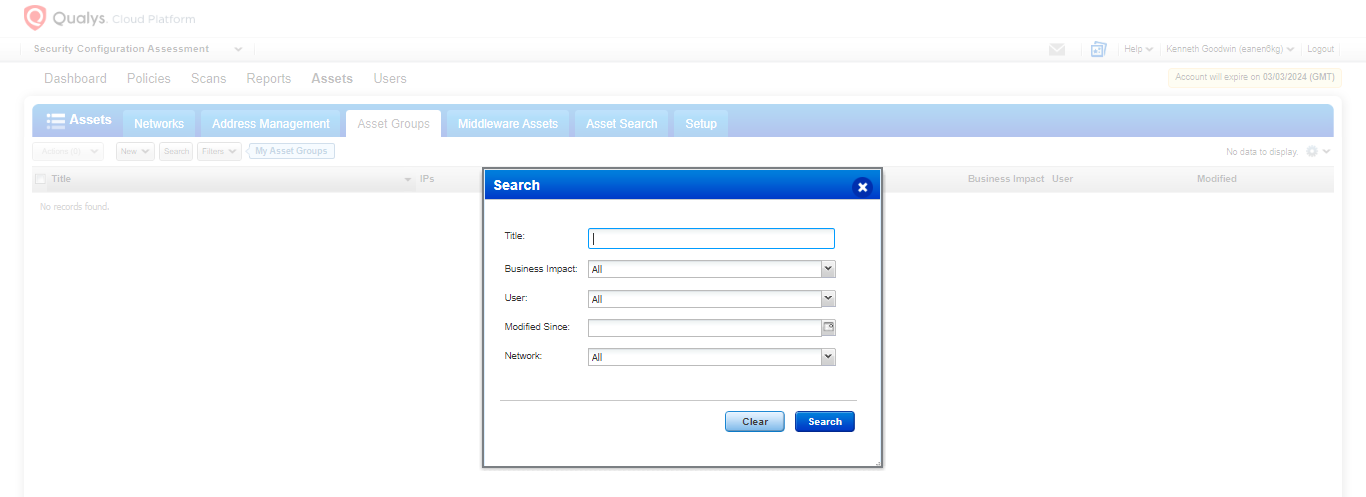 Qualys. Cloud Platform
Security Configuration Assessment
Help
Kenneth Goodwin (eanen6kg)
Logout
Dashboard Policies Scans Reports Assets Users
Account will expire on 03/03/2024 (GMT)
Assets Networks Address Management Asset Groups Middleware Assets Asset Search Setup
Actions (0) New Search Filters My Asset Groups No data to display.
Title IPs Business Impact User Modified
No records found.
Search
Title:
Business Impact: All
User: All
Modified Since:
Network: All
Clear Search